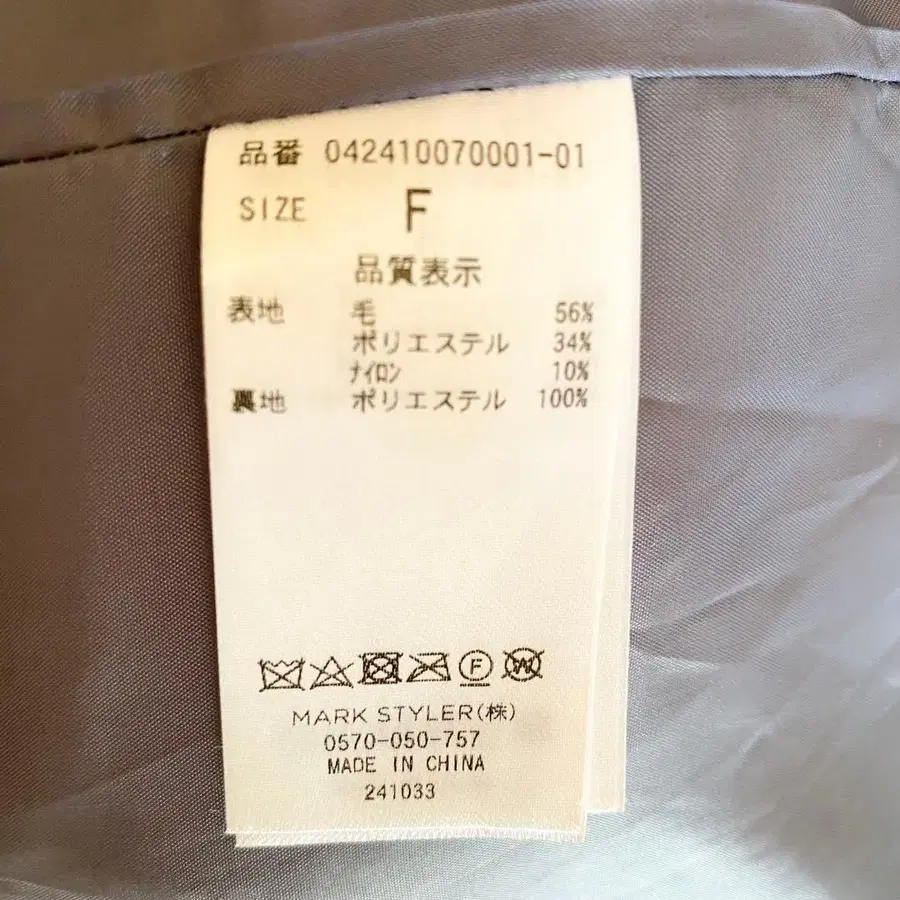 品番 042410070001-01
SIZE F
品質表示
表地 毛 56%
ポリエステル 34%
ナイロン 10%
裏地 ポリエステル 100%
F W
MARK STYLER(株)
0570-050-757
MADE IN CHINA
241033